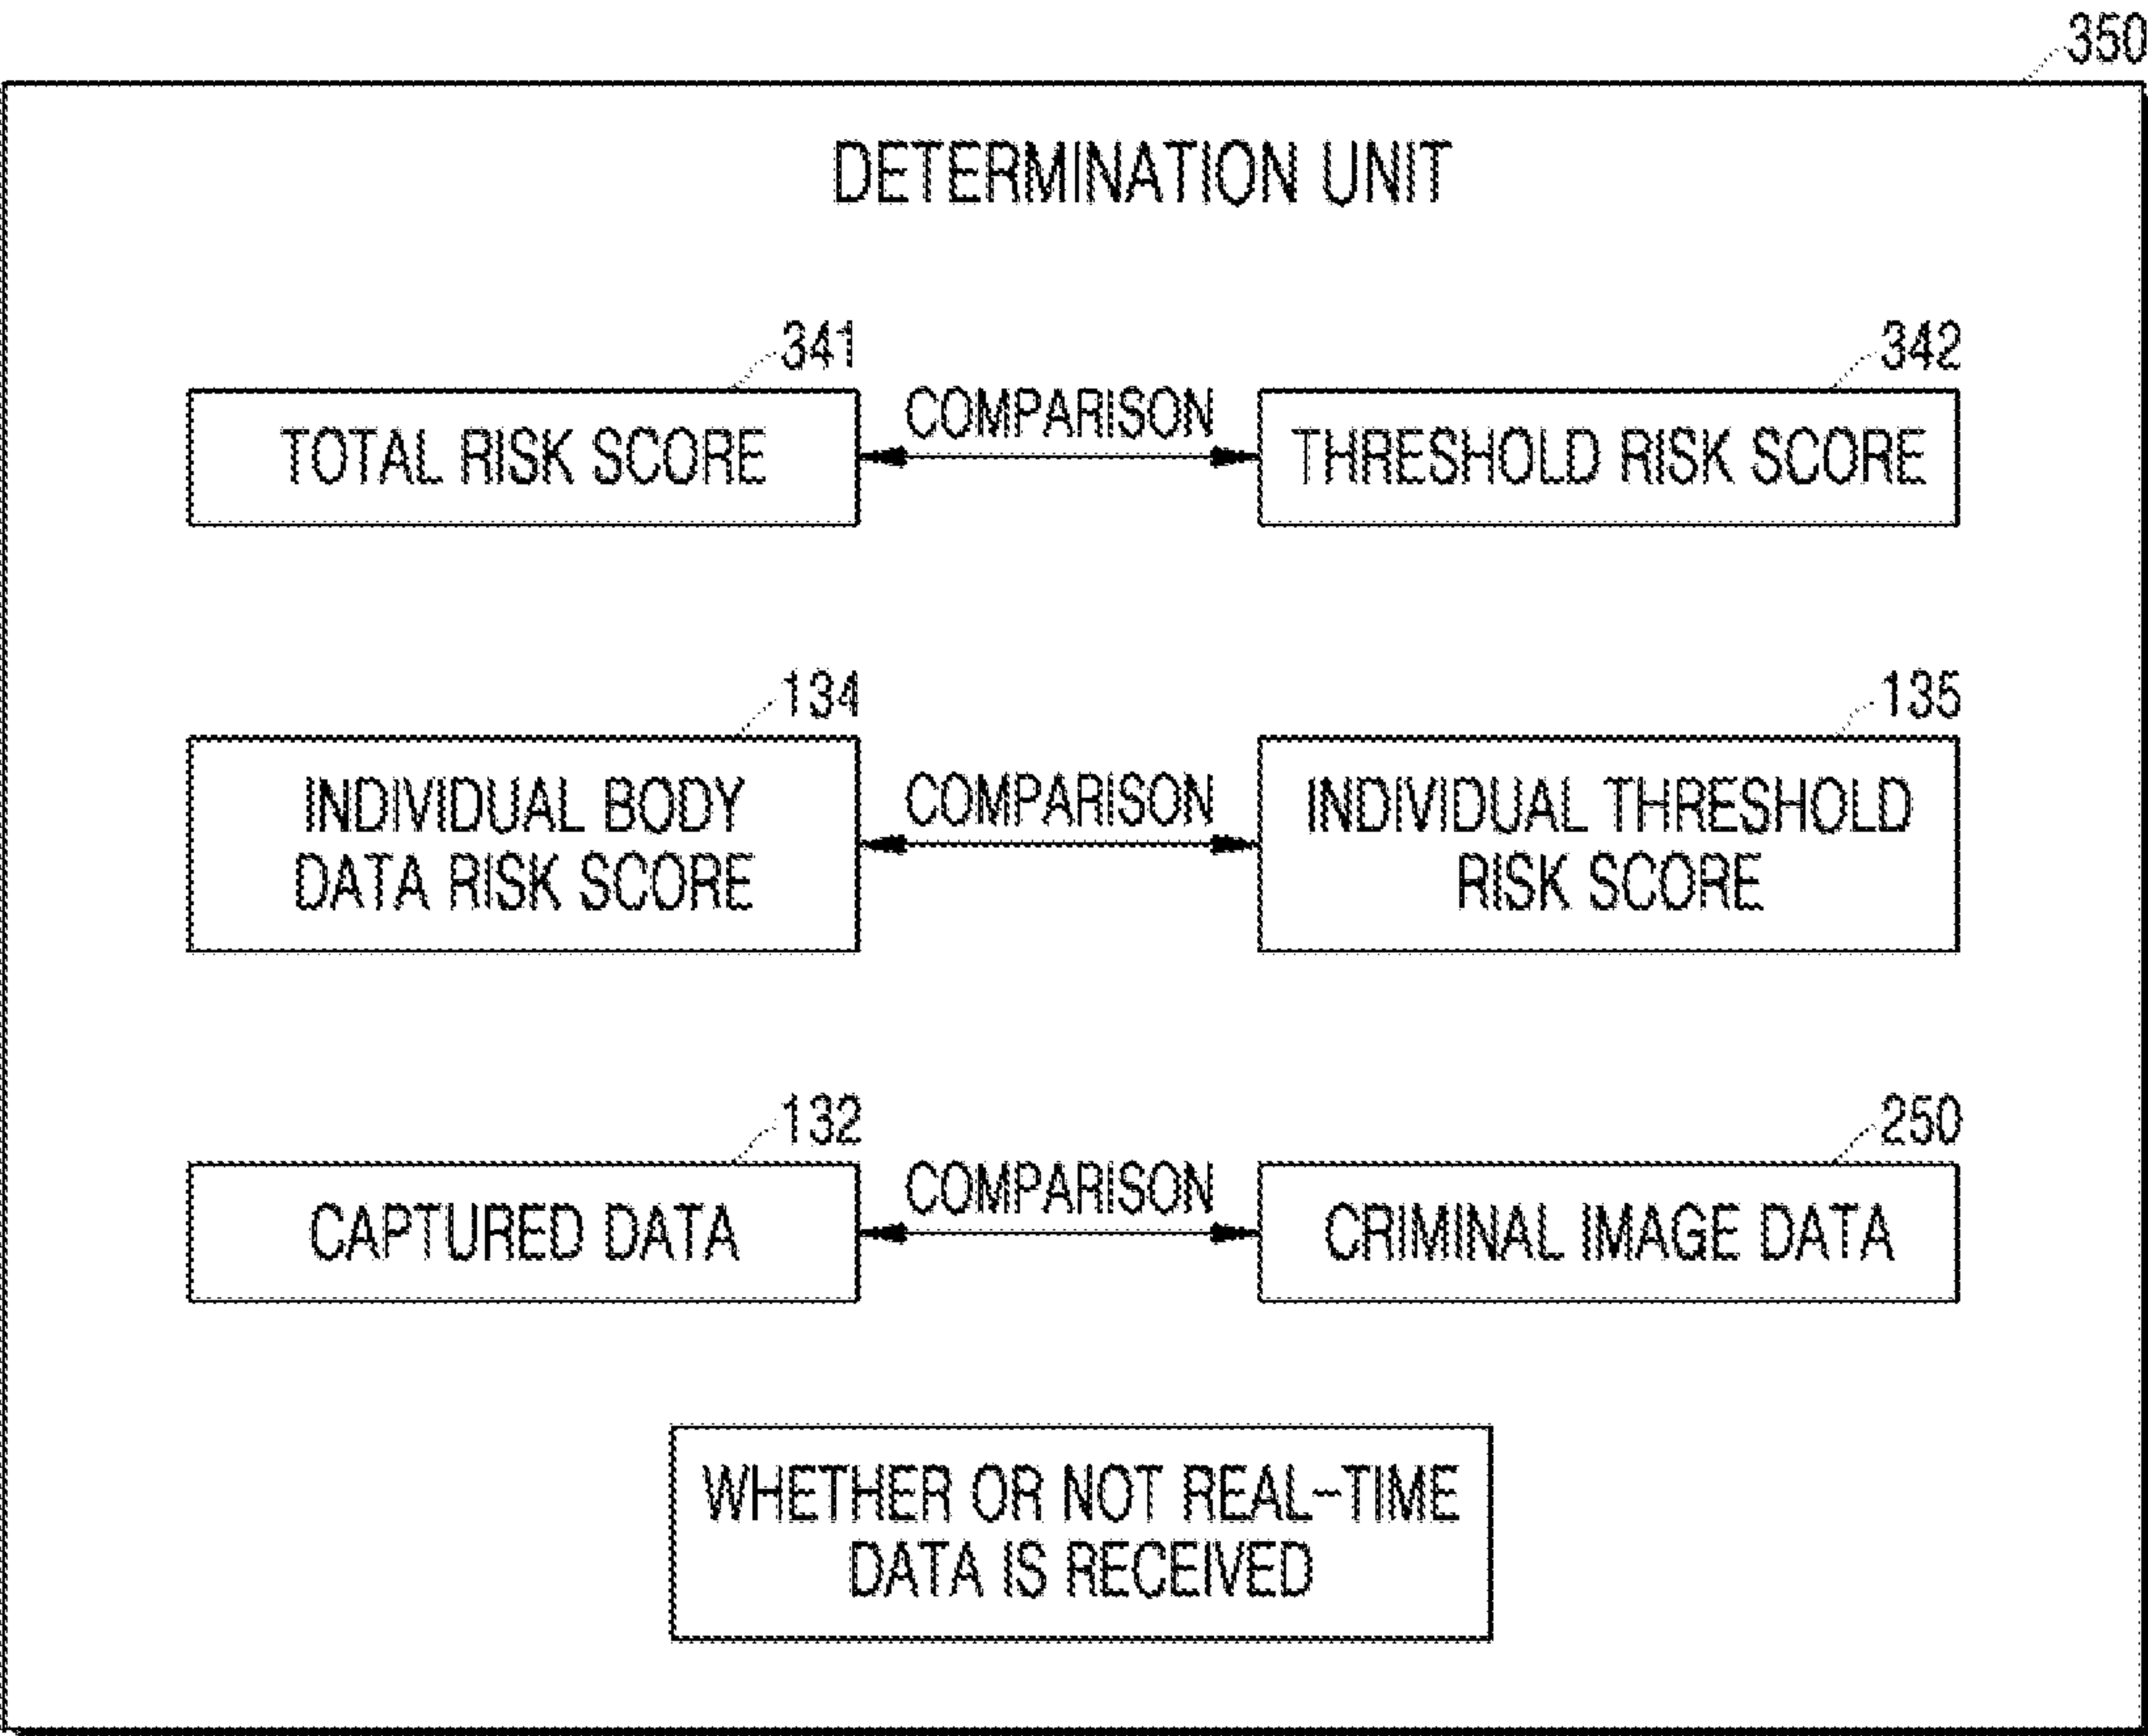 350
DETERMINATION UNIT
341
342
TOTAL RISK SCORE
COMPARISON
THRESHOLD RISK SCORE
134
135
INDIVIDUAL BODY
DATA RISK SCORE
COMPARISON
INDIVIDUAL THRESHOLD
RISK SCORE
132
250
CAPTURED DATA
COMPARISON
CRIMINAL IMAGE DATA
WHETHER OR NOT REAL-TIME
DATA IS RECEIVED